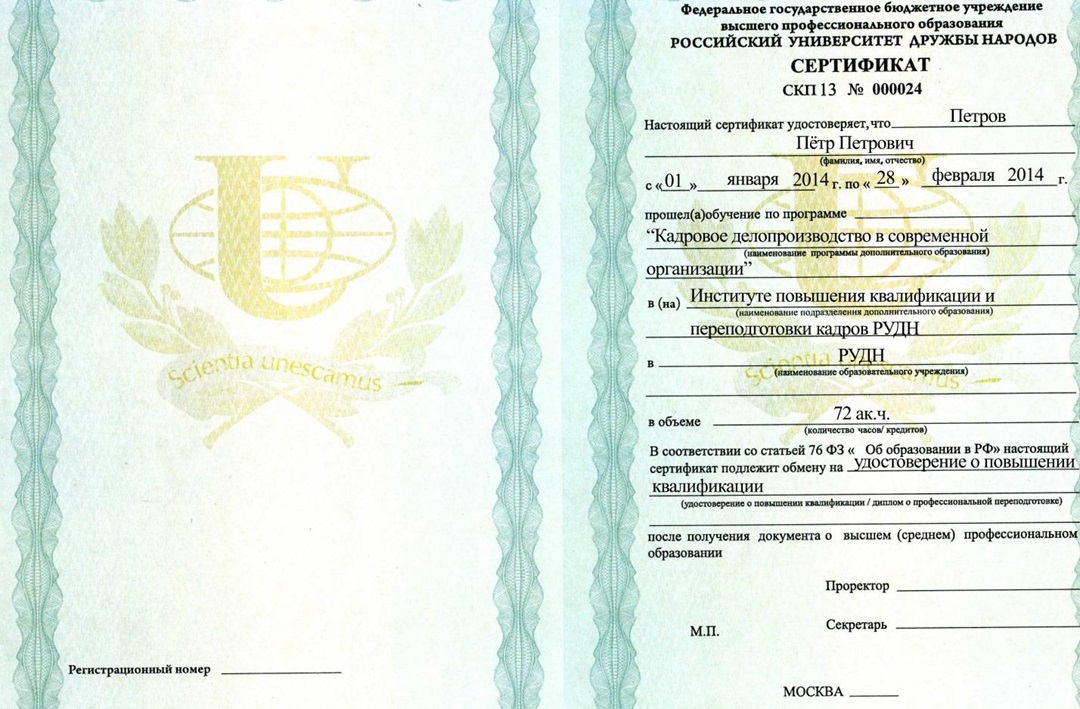 Scientia unescamus
Регистрационный номер
Федеральное государственное бюджетное учреждение
высшего профессионального образования
РОССИЙСКИЙ УНИВЕРСИТЕТ ДРУЖБЫ НАРОДОВ
СЕРТИФИКАТ
СКП 13 № 000024
Настоящий сертификат удостоверяет, что Петров
Пётр Петрович
(фамилия, имя, отчество)
с «01 » января 2014 г. по « 28 » февраля 2014 г.
прошел(а)обучение по программе
“Кадровое делопроизводство в современной
(наименование программы дополнительного образования)
организации”
в (на) Институте повышения квалификации и
(наименование подразделения дополнительного образования)
переподготовки кадров РУДН
в РУДН
(наименование образовательного учреждения)
Scientia unescamus
в объеме 72 ак.ч.
(количество часов/ кредитов)
В соответствии со статьей 76 ФЗ « Об образовании в РФ» настоящий
сертификат подлежит обмену на удостоверение о повышении
квалификации
(удостоверение о повышении квалификации / диплом о профессиональной переподготовке)
после получения документа о высшем (среднем) профессиональном
образовании
Проректор
Секретарь
М.П.
МОСКВА